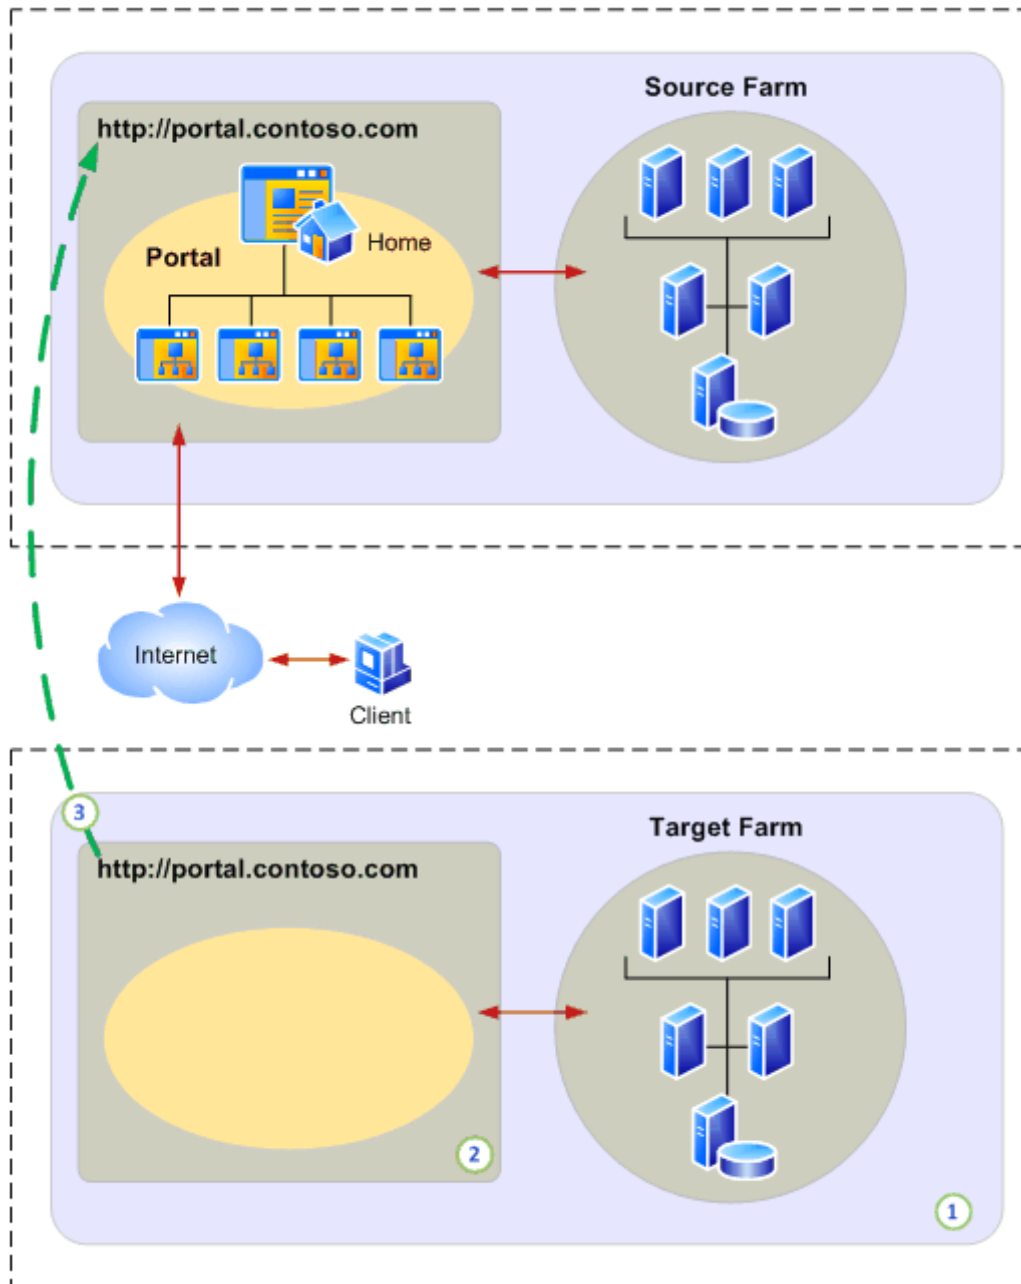 Source Farm
http://portal.contoso.com
Home
Portal
Internet
Client
3
Target Farm
http://portal.contoso.com
2
1